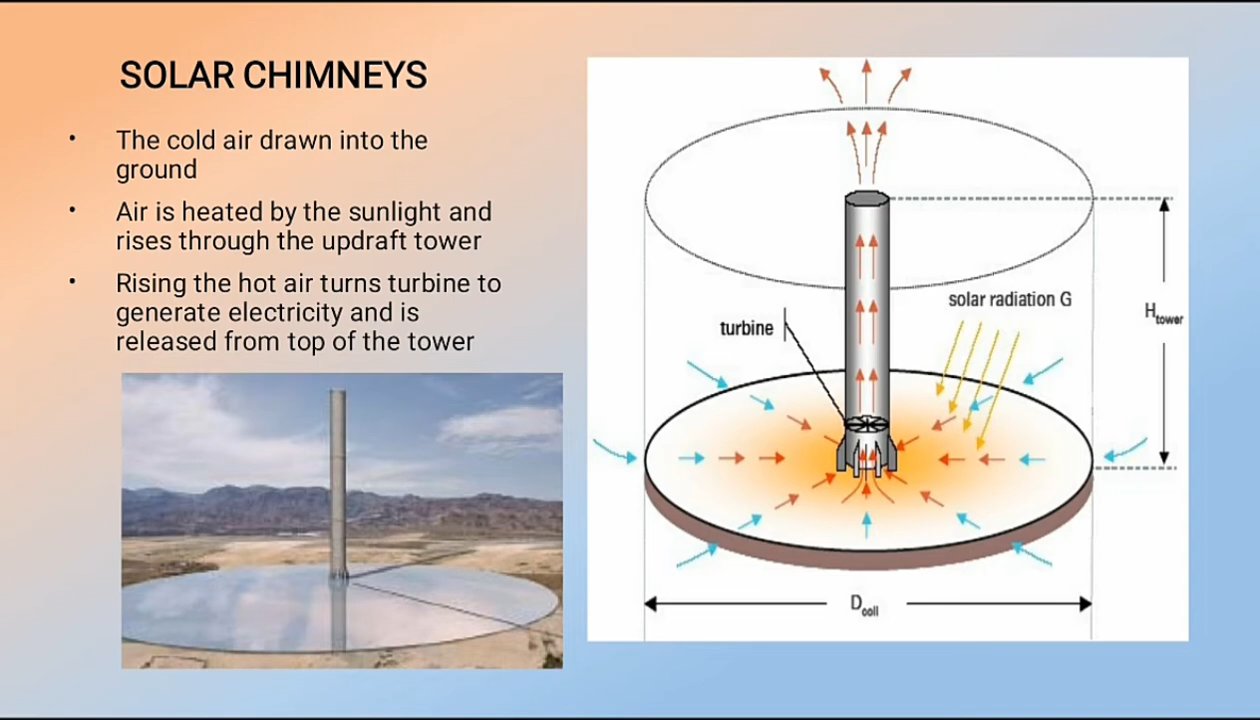 SOLAR CHIMNEYS
• The cold air drawn into the
ground
• Air is heated by the sunlight and
rises through the updraft tower
• Rising the hot air turns turbine to
generate electricity and is
released from top of the tower
solar radiation G
turbine
Htower
Dcoll